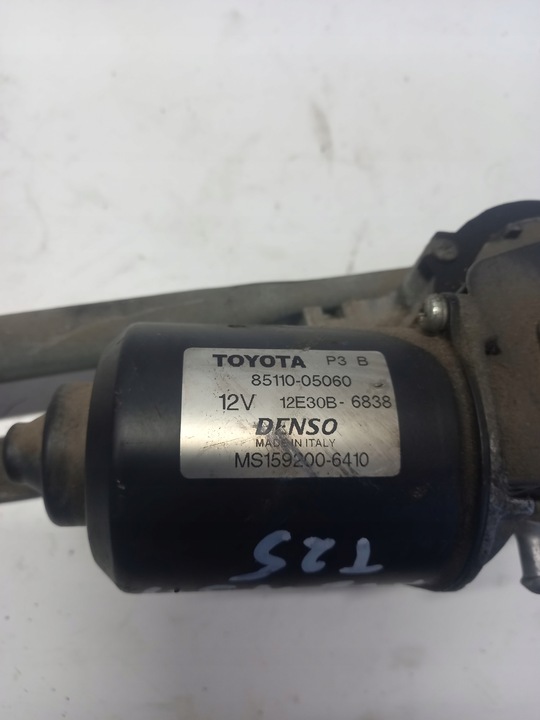 TOYOTA P3 B
85110-05060
12V 12E30B-6838
DENSO
MADE IN ITALY
MS159200-6410
T25